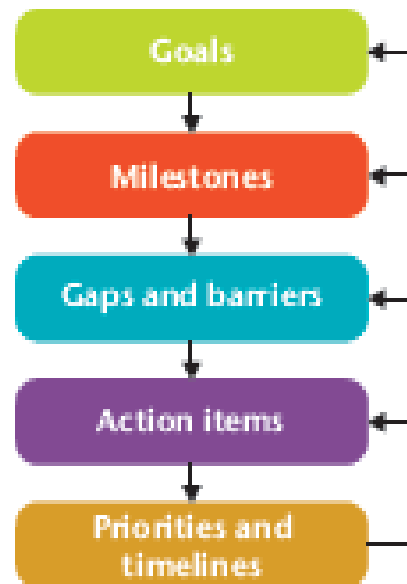 Goals
Milestones
Gaps and barriers
Action items
Priorities and
timelines